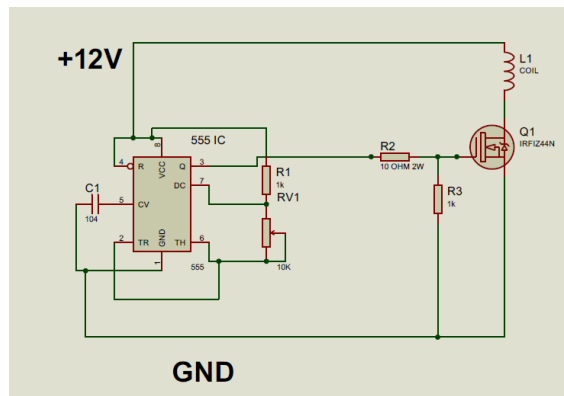 +12V
L1
COIL
Q1
IRFIZ44N
555 IC
R2
10 OHM 2W
8
4
R
VCC
Q
3
R1
1k
DC
7
RV1
R3
1k
C1
5
CV
104
2
TR
GND
TH
6
1
555
10K
GND